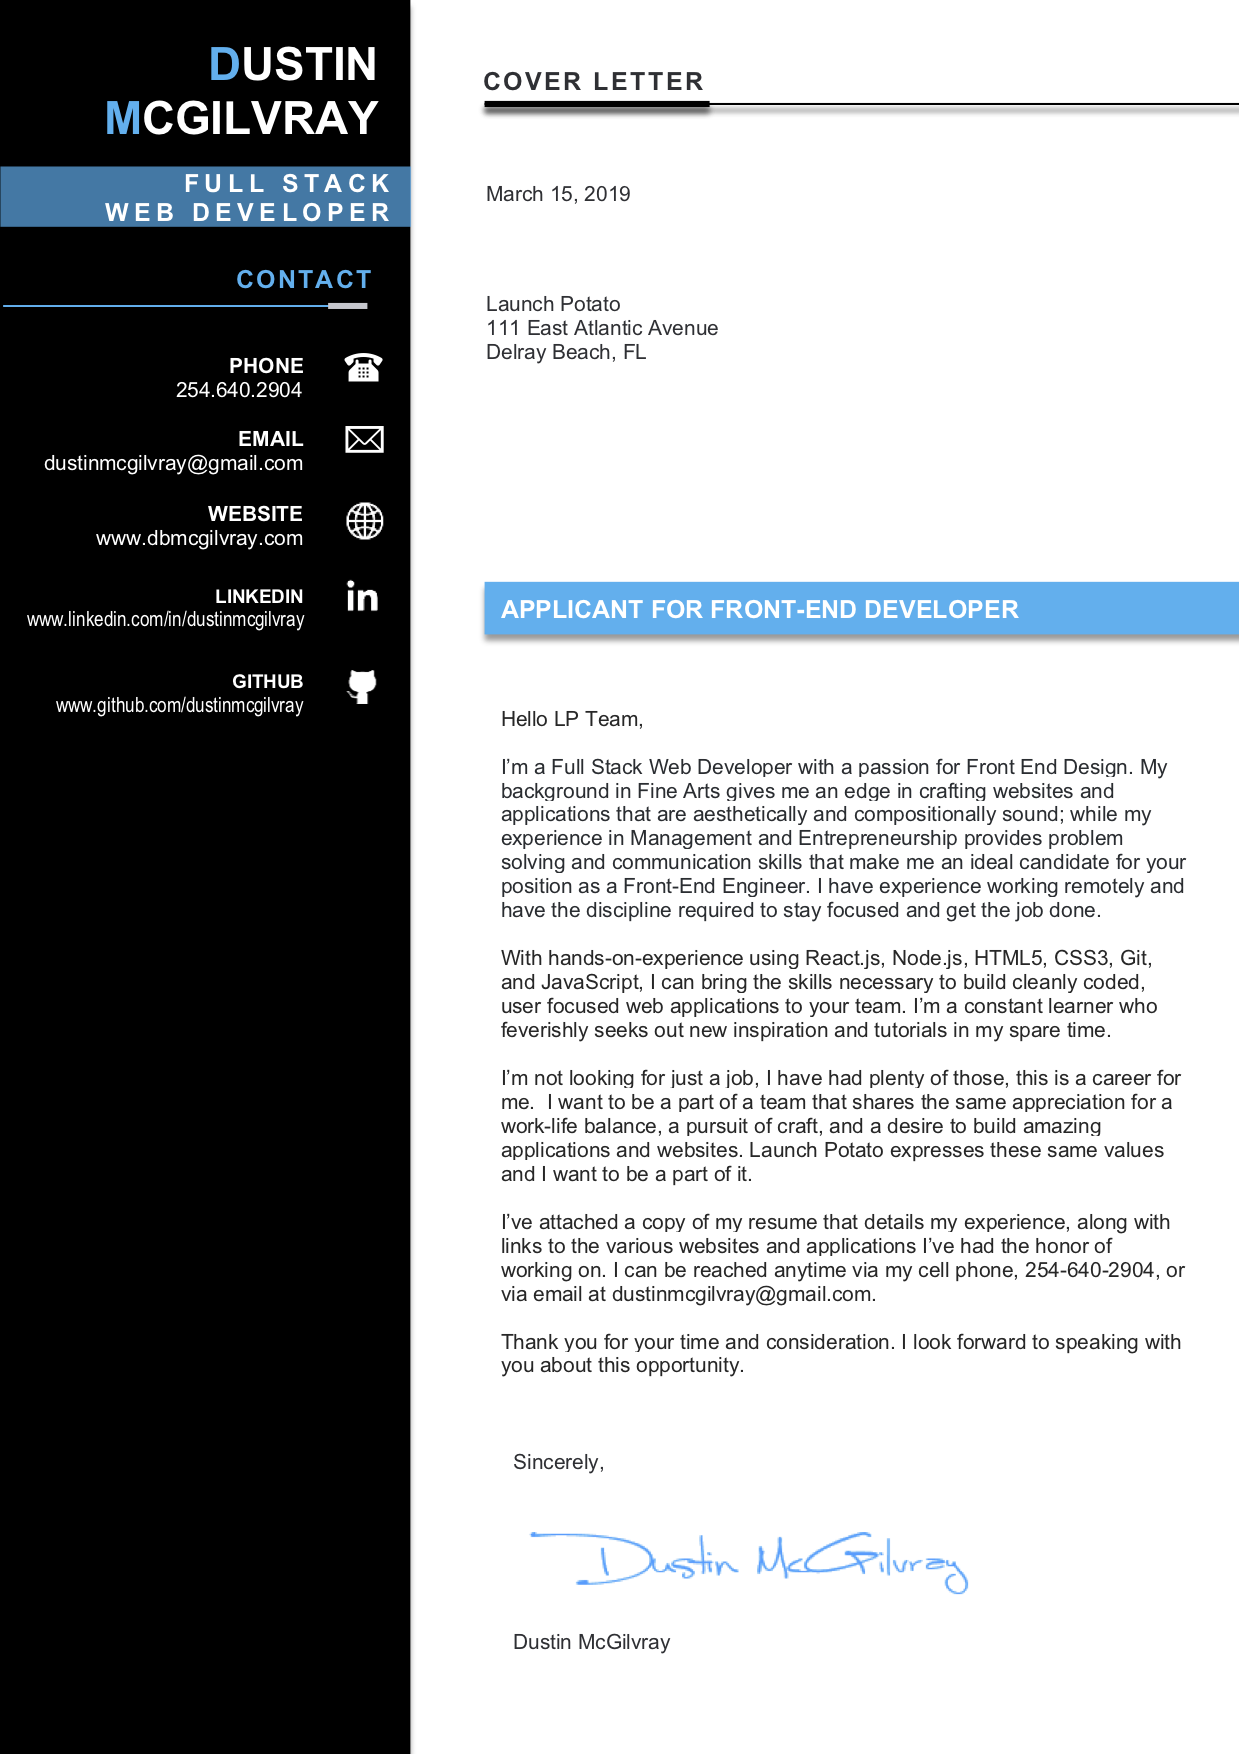 DUSTIN
MCGILVRAY
FULL STACK
WEB DEVELOPER
CONTACT
PHONE
254.640.2904
EMAIL
dustinmcgilvray@gmail.com
WEBSITE
www.dbmcgilvray.com
LINKEDIN
www.linkedin.com/in/dustinmcgilvray
GITHUB
www.github.com/dustinmcgilvray
COVER LETTER
March 15, 2019
Launch Potato
111 East Atlantic Avenue
Delray Beach, FL
APPLICANT FOR FRONT-END DEVELOPER
Hello LP Team,
I’m a Full Stack Web Developer with a passion for Front End Design. My
background in Fine Arts gives me an edge in crafting websites and
applications that are aesthetically and compositionally sound; while my
experience in Management and Entrepreneurship provides problem
solving and communication skills that make me an ideal candidate for your
position as a Front-End Engineer. I have experience working remotely and
have the discipline required to stay focused and get the job done.
With hands-on-experience using React.js, Node.js, HTML5, CSS3, Git,
and JavaScript, I can bring the skills necessary to build cleanly coded,
user focused web applications to your team. I’m a constant learner who
feverishly seeks out new inspiration and tutorials in my spare time.
I’m not looking for just a job, I have had plenty of those, this is a career for
me.  I want to be a part of a team that shares the same appreciation for a
work-life balance, a pursuit of craft, and a desire to build amazing
applications and websites. Launch Potato expresses these same values
and I want to be a part of it.
I’ve attached a copy of my resume that details my experience, along with
links to the various websites and applications I’ve had the honor of
working on. I can be reached anytime via my cell phone, 254-640-2904, or
via email at dustinmcgilvray@gmail.com.
Thank you for your time and consideration. I look forward to speaking with
you about this opportunity.
Sincerely,
Dustin McGilvray
Dustin McGilvray